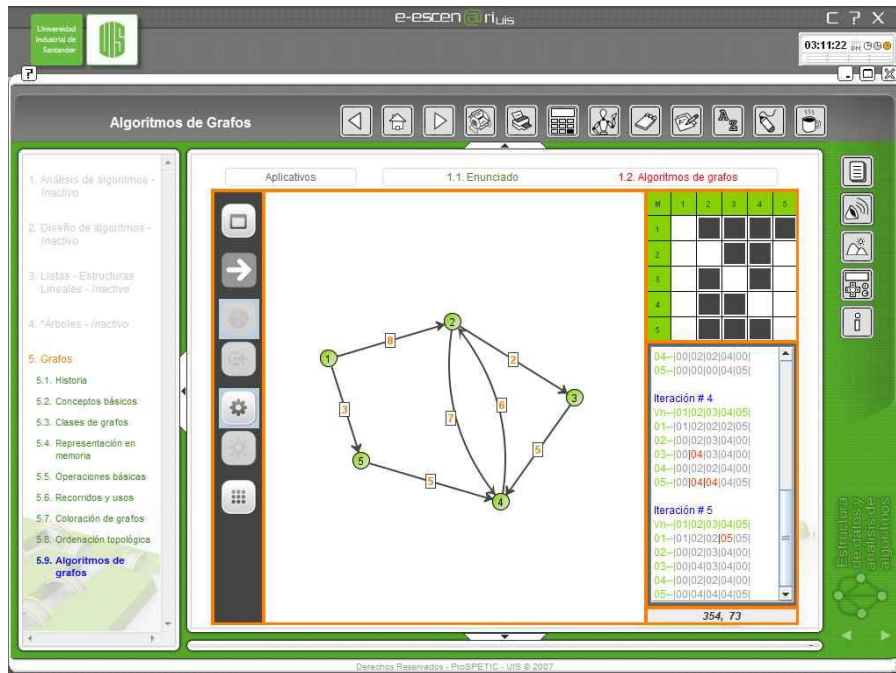 Universidad
Industrial de
Santander
e-escen@ri uis
C ? X
03:11:22 PM
?
Algoritmos de Grafos
Aplicativos
1.1. Enunciado
1.2. Algoritmos de grafos
1. Análisis de algoritmos -
Inactivo
2. Diseño de algoritmos -
Inactivo
3. Listas - Estructuras
Lineales - Inactivo
4. *Árboles - Inactivo
5. Grafos
5.1. Historia
5.2. Conceptos básicos
5.3. Clases de grafos
5.4. Representación en
memoria
5.5. Operaciones básicas
5.6. Recorridos y usos
5.7. Coloración de grafos
5.8. Ordenación topológica
5.9. Algoritmos de
grafos
M 1 2 3 4 5
1
2
3
4
5
1
8
2
2
3
3
7
6
5
5
5
4
04--|00|02|02|04|00|
05--|00|00|00|04|05|
Iteración # 4
Vn--|01|02|03|04|05|
01--|01|02|02|02|05|
02--|00|02|03|04|00|
03--|00|04|03|04|00|
04--|00|02|02|04|00|
05--|00|04|04|04|05|
Iteración # 5
Vn--|01|02|03|04|05|
01--|01|02|02|05|05|
02--|00|02|03|04|00|
03--|00|04|03|04|00|
04--|00|02|02|04|00|
05--|00|04|04|04|05|
354, 73
Estructura
de datos y
análisis de
algoritmos
Derechos Reservados - ProSPETIC - UIS © 2007